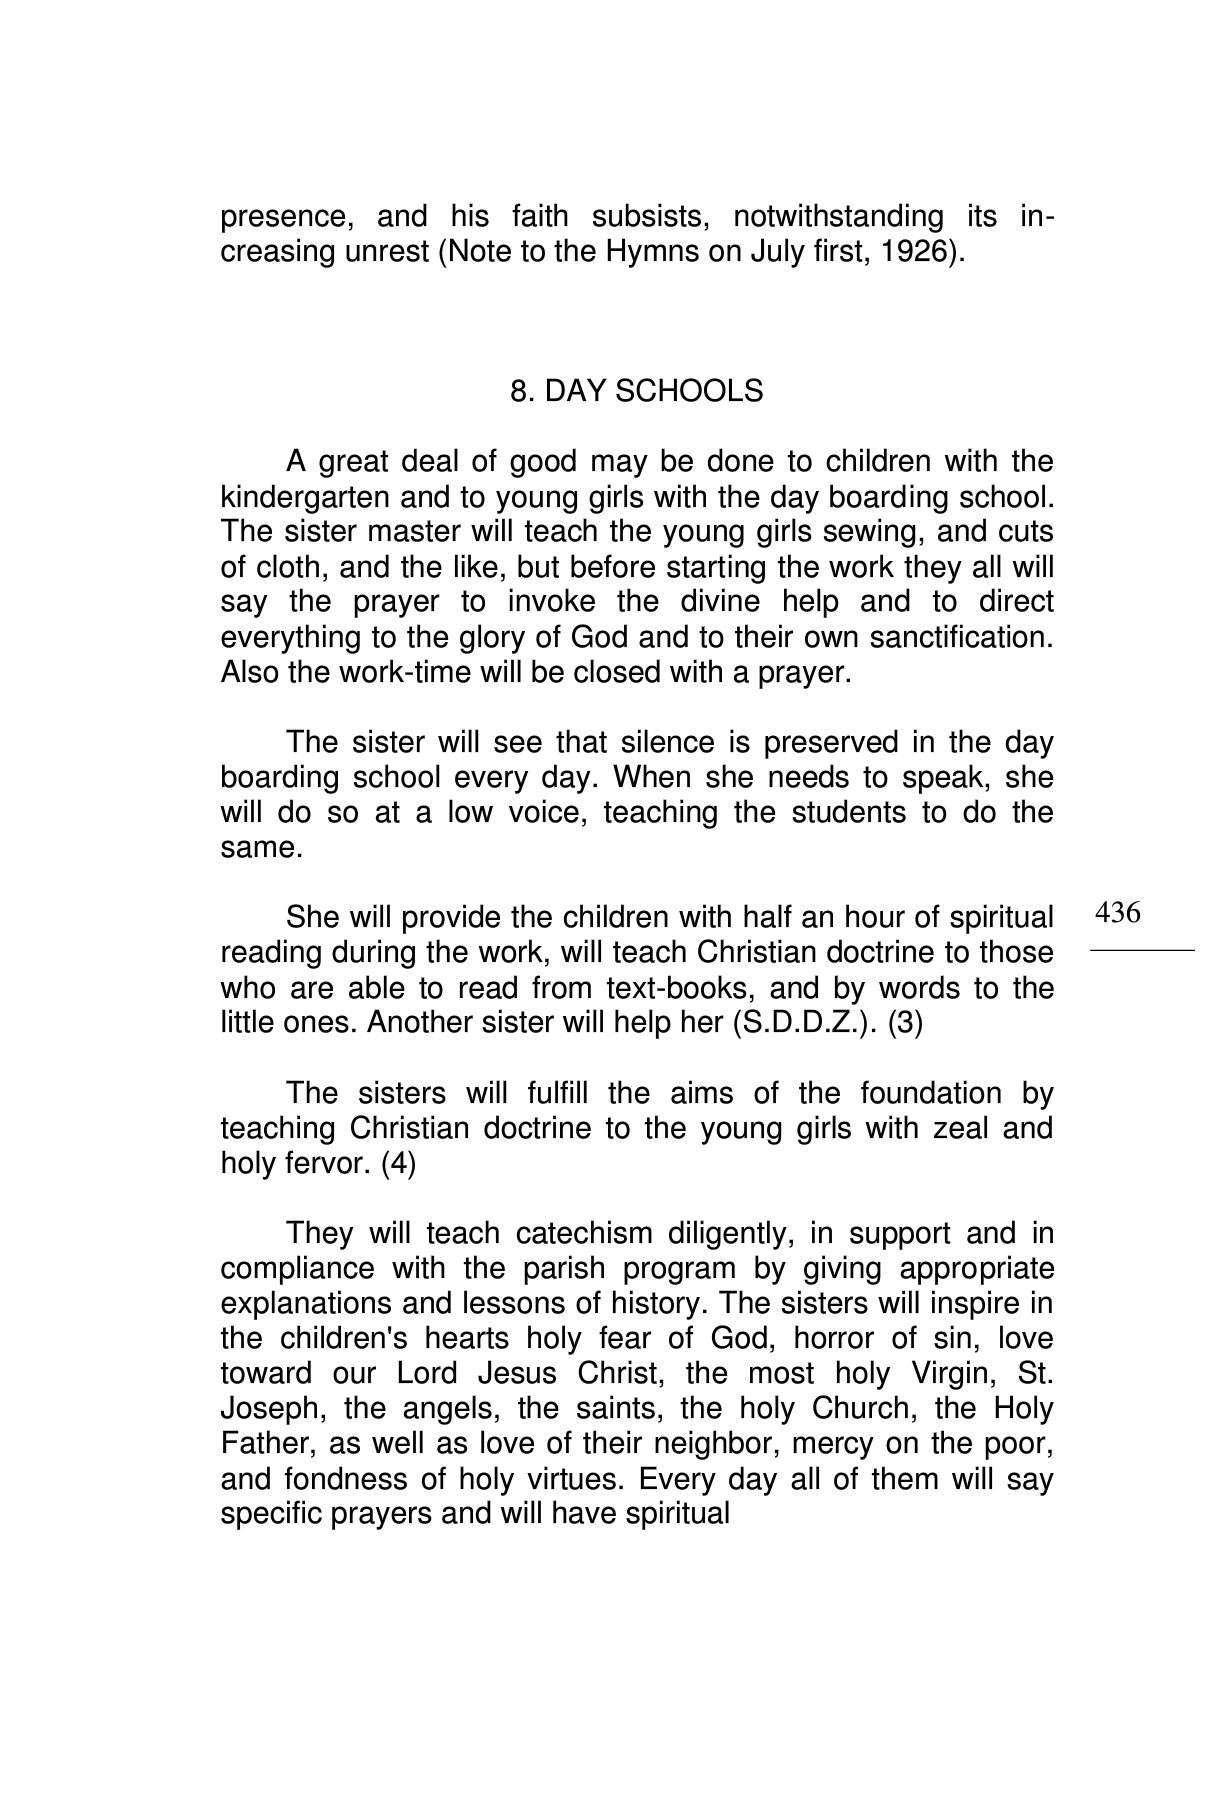 presence, and his faith subsists, notwithstanding its in-
creasing unrest (Note to the Hymns on July first, 1926).
8. DAY SCHOOLS
A great deal of good may be done to children with the
kindergarten and to young girls with the day boarding school.
The sister master will teach the young girls sewing, and cuts
of cloth, and the like, but before starting the work they all will
say the prayer to invoke the divine help and to direct
everything to the glory of God and to their own sanctification.
Also the work-time will be closed with a prayer.
The sister will see that silence is preserved in the day
boarding school every day. When she needs to speak, she
will do so at a low voice, teaching the students to do the
same.
She will provide the children with half an hour of spiritual
reading during the work, will teach Christian doctrine to those
who are able to read from text-books, and by words to the
little ones. Another sister will help her (S.D.D.Z.). (3)
436
The sisters will fulfill the aims of the foundation by
teaching Christian doctrine to the young girls with zeal and
holy fervor. (4)
They will teach catechism diligently, in support and in
compliance with the parish program by giving appropriate
explanations and lessons of history. The sisters will inspire in
the children's hearts holy fear of God, horror of sin, love
toward our Lord Jesus Christ, the most holy Virgin, St.
Joseph, the angels, the saints, the holy Church, the Holy
Father, as well as love of their neighbor, mercy on the poor,
and fondness of holy virtues. Every day all of them will say
specific prayers and will have spiritual